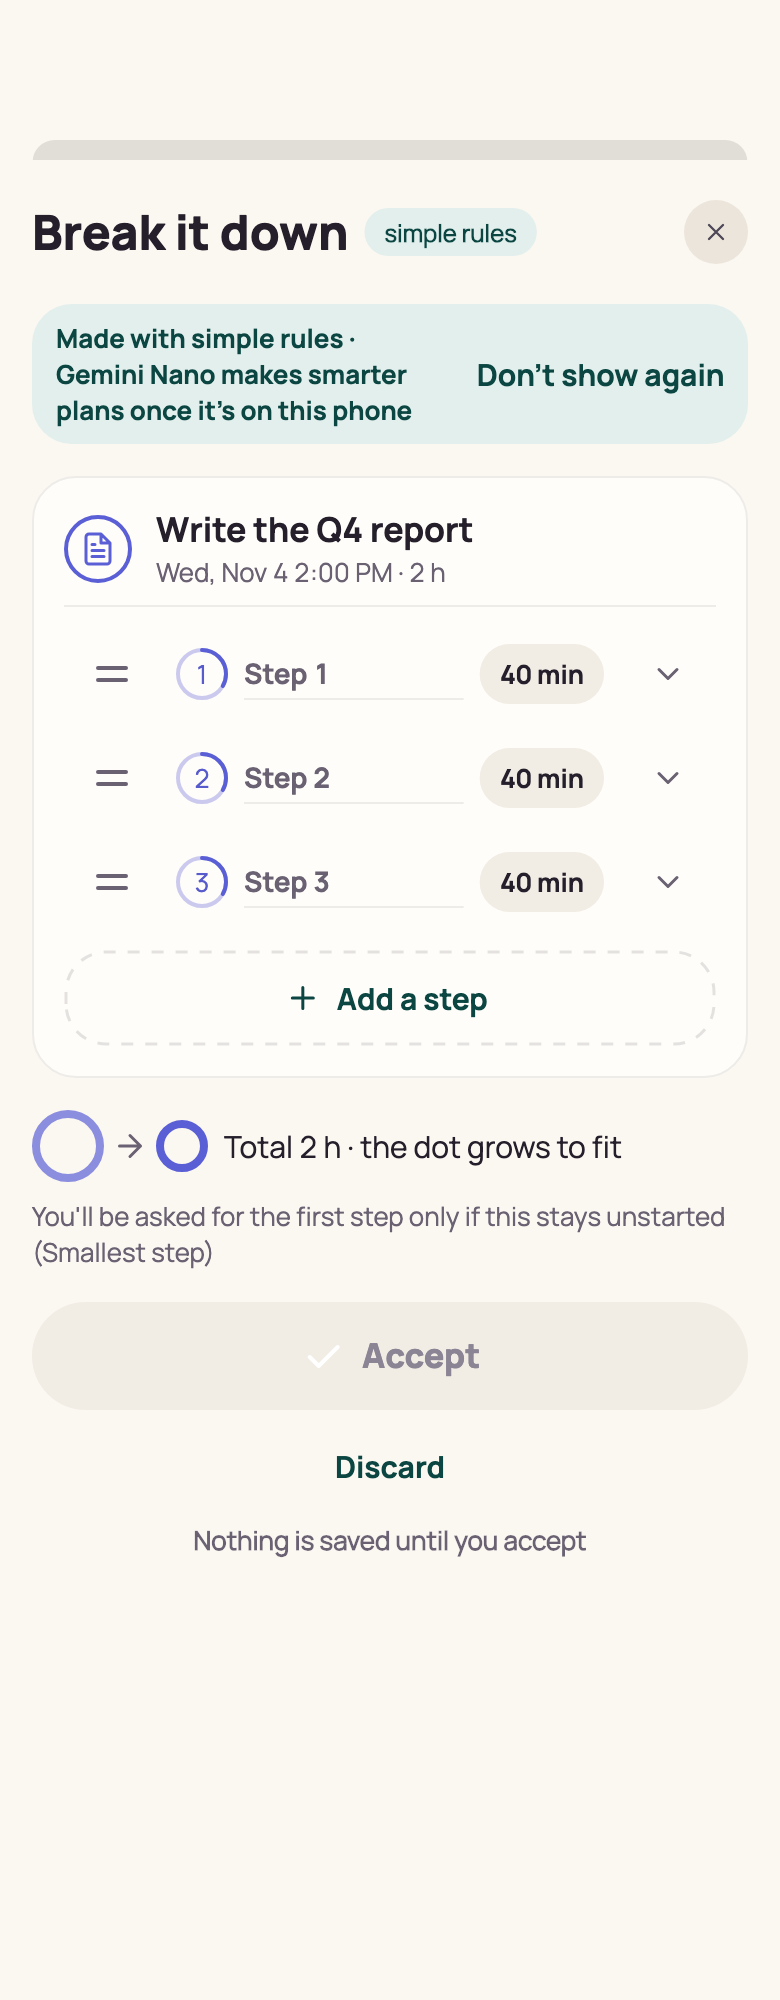 Break it down
simple rules
Made with simple rules ·
Gemini Nano makes smarter
plans once it’s on this phone
Don’t show again
Write the Q4 report
Wed, Nov 4 2:00 PM · 2 h
1 Step 1 40 min
2 Step 2 40 min
3 Step 3 40 min
Add a step
Total 2 h · the dot grows to fit
You'll be asked for the first step only if this stays unstarted
(Smallest step)
Accept
Discard
Nothing is saved until you accept